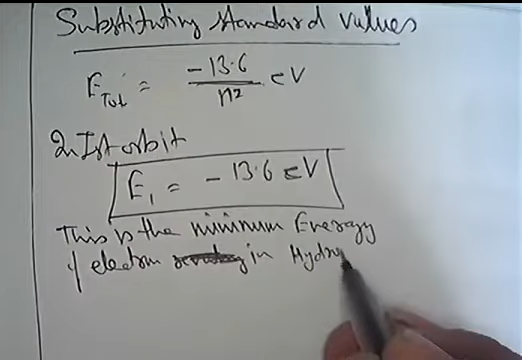 Substituting standard values
E_Tot = -13.6/n² eV
In Ist orbit
E₁ = -13.6 eV
This is the minimum Energy
of electron in Hydro